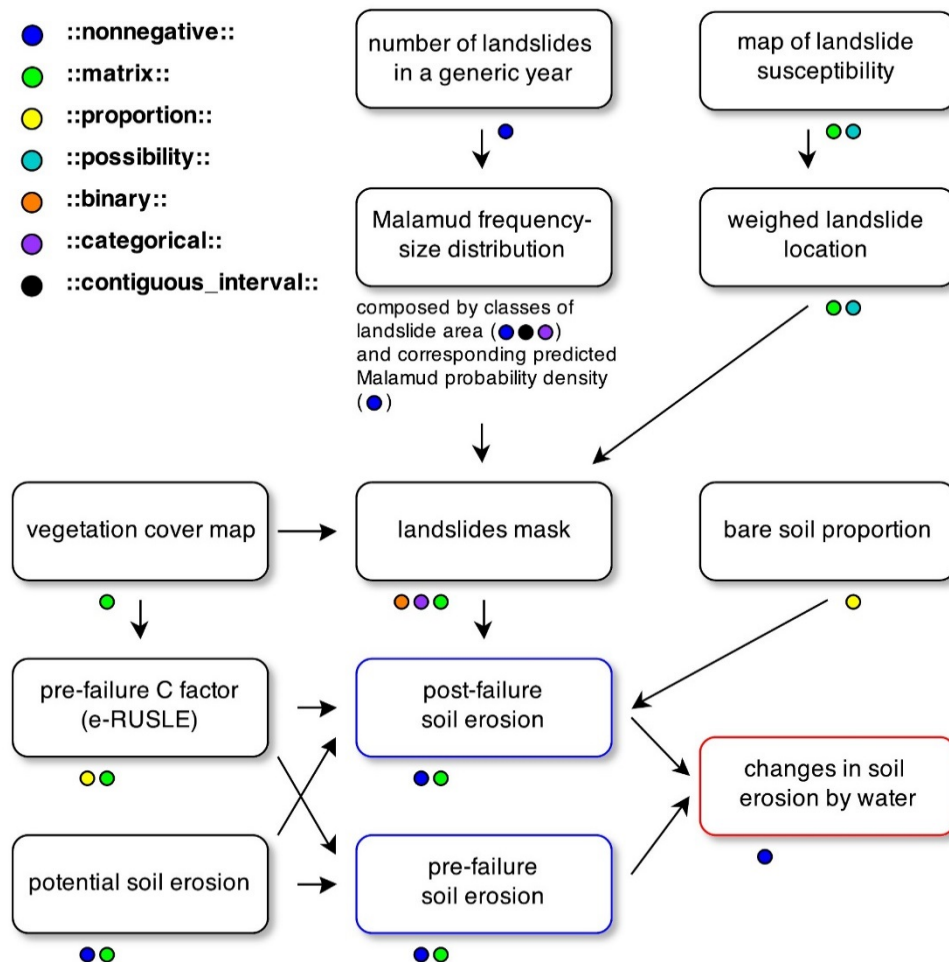 ::nonnegative::
::matrix::
::proportion::
::possibility::
::binary::
::categorical::
::contiguous_interval::
number of landslides
in a generic year
map of landslide
susceptibility
Malamud frequency-
size distribution
weighed landslide
location
composed by classes of
landslide area ( )
and corresponding predicted
Malamud probability density
( )
vegetation cover map
landslides mask
bare soil proportion
pre-failure C factor
(e-RUSLE)
post-failure
soil erosion
changes in soil
erosion by water
potential soil erosion
pre-failure
soil erosion